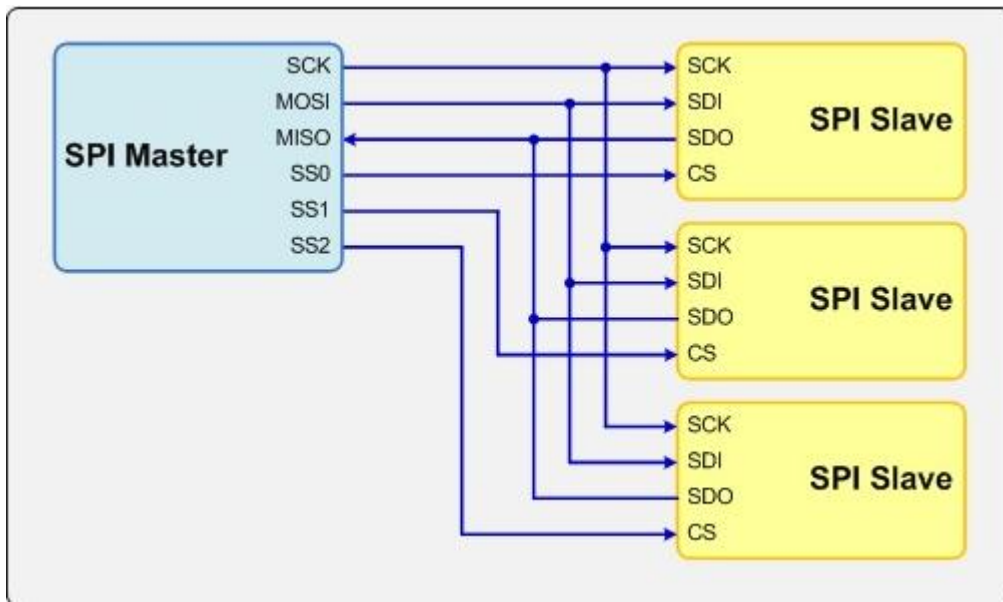 SPI Master
SCK
MOSI
MISO
SS0
SS1
SS2
SCK
SDI
SDO
CS
SPI Slave
SCK
SDI
SDO
CS
SPI Slave
SCK
SDI
SDO
CS
SPI Slave